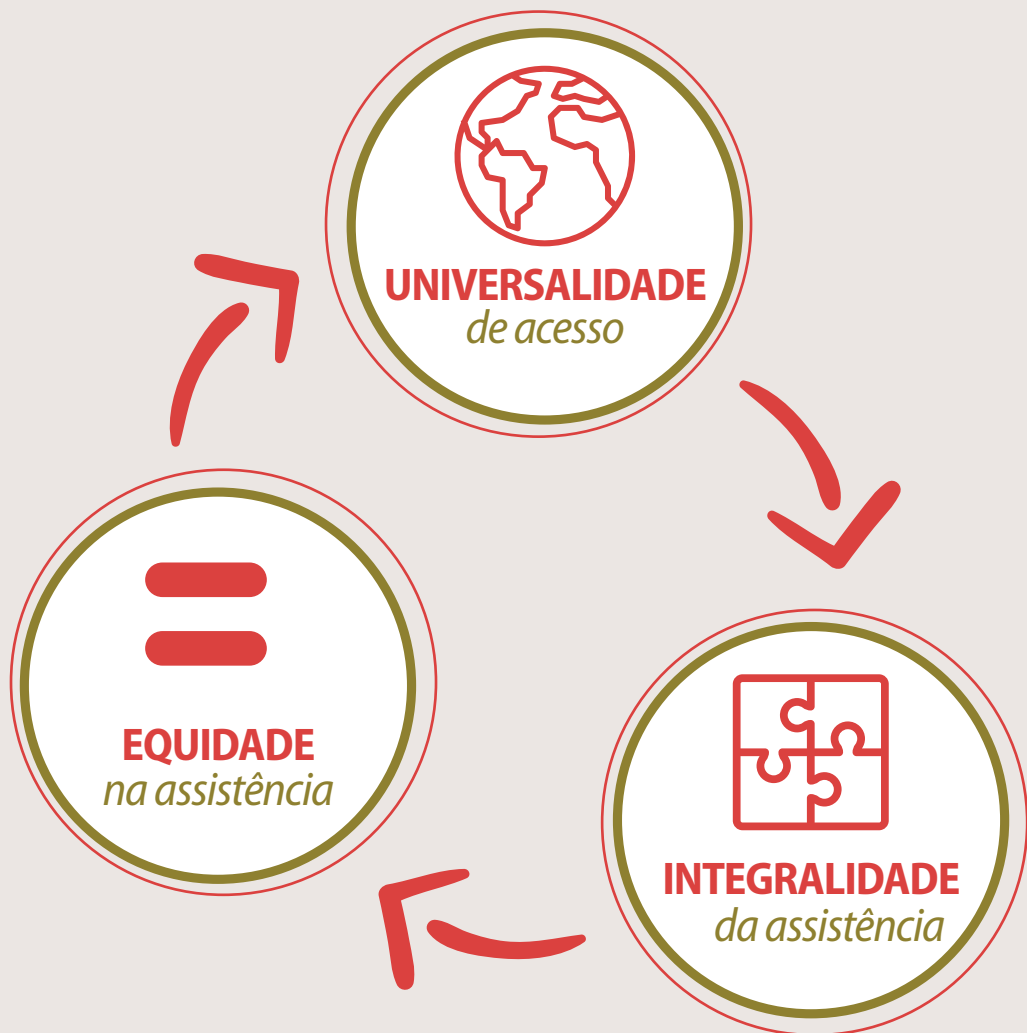 UNIVERSALIDADE
de acesso
EQUIDADE
na assistência
INTEGRALIDADE
da assistência